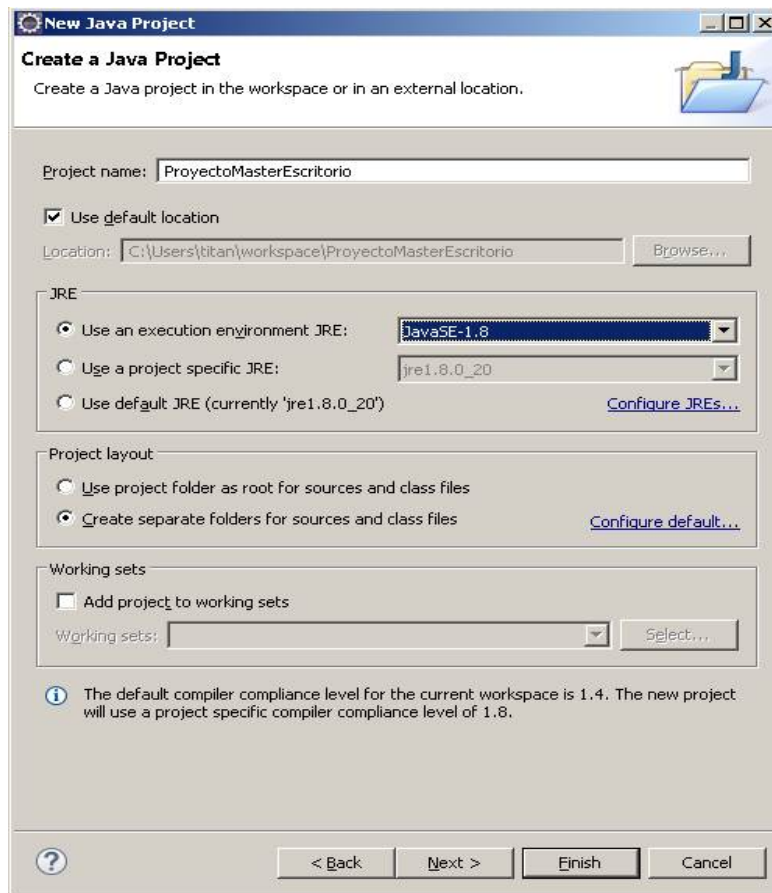 New Java Project
Create a Java Project
Create a Java project in the workspace or in an external location.
Project name: ProyectoMasterEscritorio
Use default location
Location: C:\Users\titan\workspace\ProyectoMasterEscritorio Browse...
JRE
Use an execution environment JRE: JavaSE-1.8
Use a project specific JRE: jre1.8.0_20
Use default JRE (currently 'jre1.8.0_20') Configure JREs...
Project layout
Use project folder as root for sources and class files
Create separate folders for sources and class files Configure default...
Working sets
Add project to working sets
Working sets: Select...
The default compiler compliance level for the current workspace is 1.4. The new project
will use a project specific compiler compliance level of 1.8.
? < Back Next > Finish Cancel